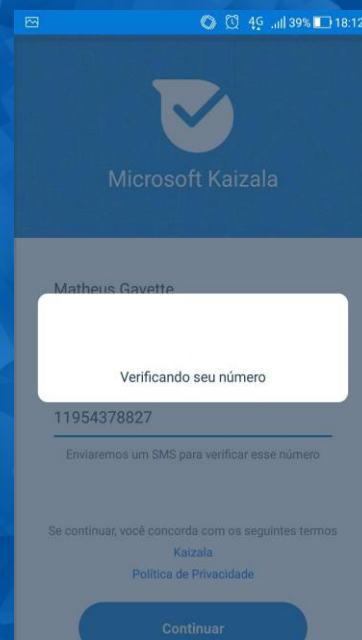 4G 39% 18:12
Microsoft Kaizala
Matheus Gavette
Verificando seu número
11954378827
Enviaremos um SMS para verificar esse número
Se continuar, você concorda com os seguintes termos
Kaizala
Política de Privacidade
Continuar